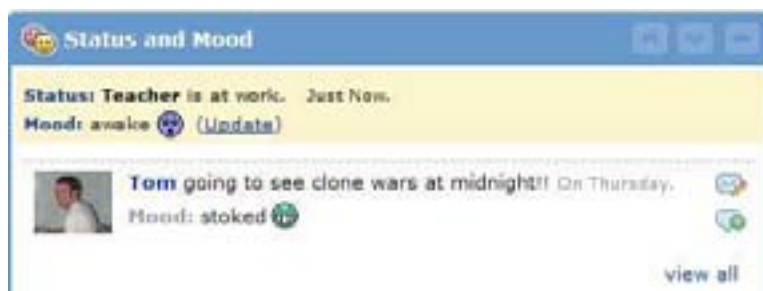 Status and Mood
Status: Teacher is at work. Just Now.
Mood: awake (Update)
Tom going to see clone wars at midnight!! On Thursday.
Mood: stoked
view all